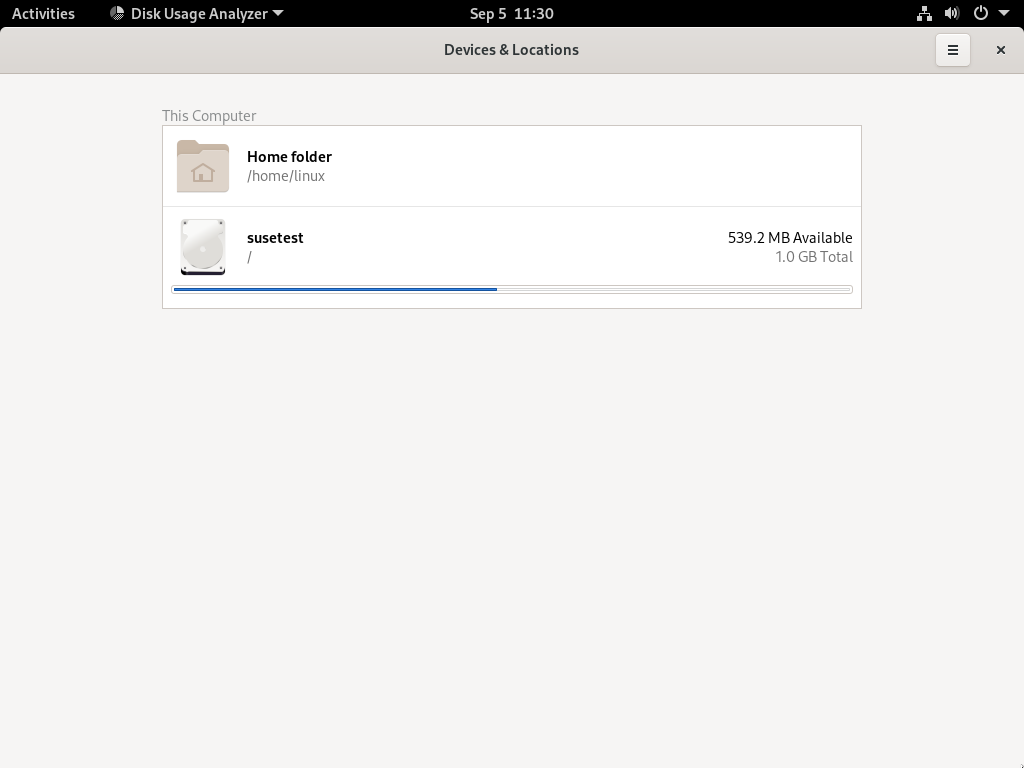 Activities
Disk Usage Analyzer
Sep 5 11:30
Devices & Locations
This Computer
Home folder
/home/linux
susetest
539.2 MB Available
/
1.0 GB Total